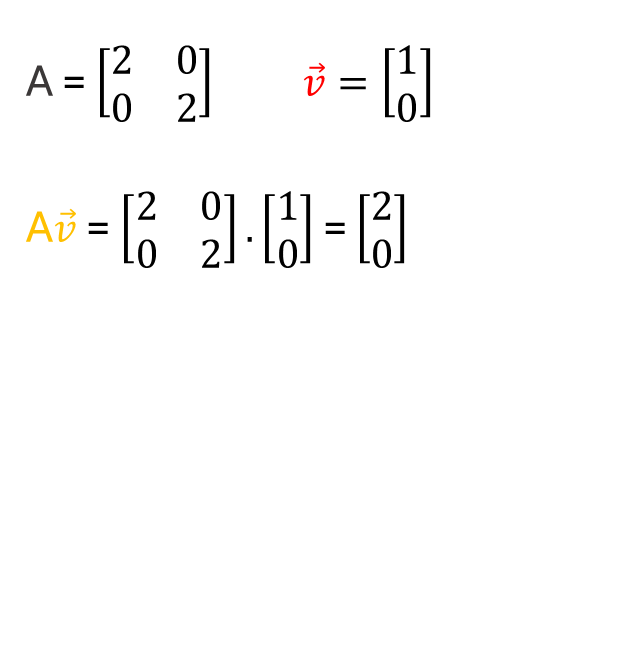 A = [2 0; 0 2] v⃗ = [1; 0]
Av⃗ = [2 0; 0 2] . [1; 0] = [2; 0]